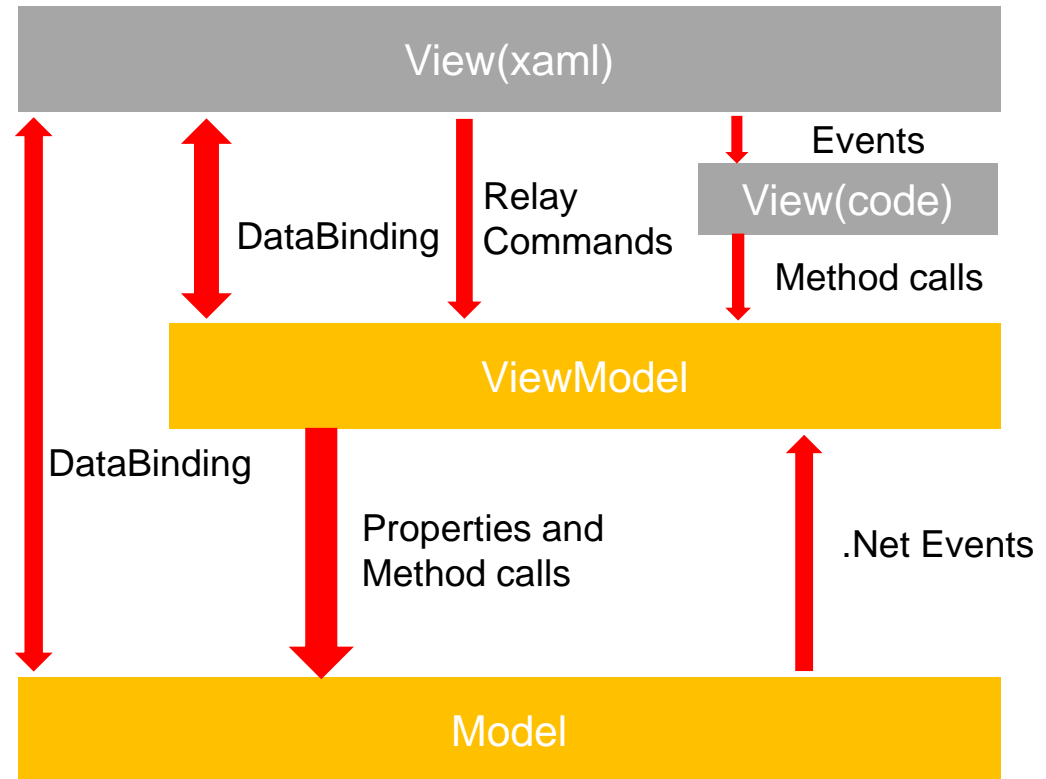 View(xaml)
Events
View(code)
Relay
Commands
DataBinding
Method calls
ViewModel
DataBinding
Properties and
Method calls
.Net Events
Model